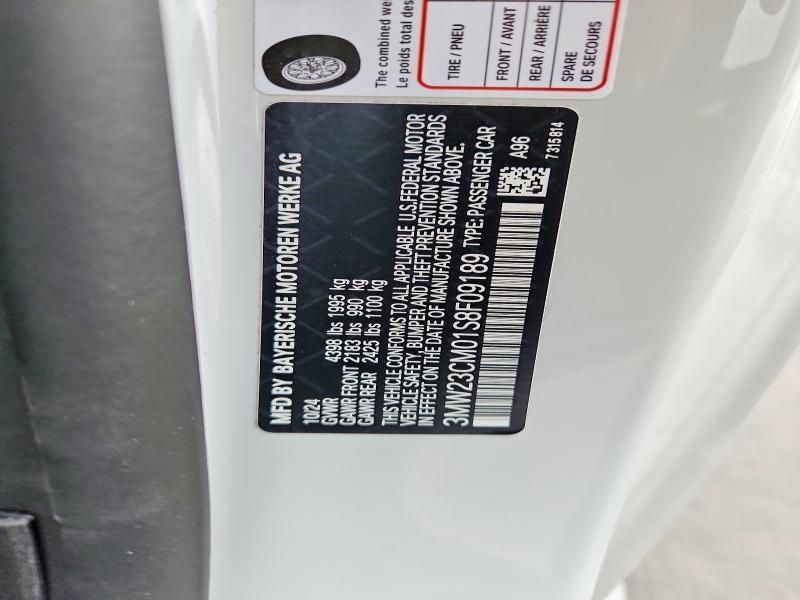 The combined we
Le poids total des
TIRE / PNEU
FRONT / AVANT
REAR / ARRIÈRE
SPARE
DE SECOURS
MFD BY BAYERISCHE MOTOREN WERKE AG
10/24
GVWR 4398 lbs 1995 kg
GAWR FRONT 2183 lbs 990 kg
GAWR REAR 2425 lbs 1100 kg
THIS VEHICLE CONFORMS TO ALL APPLICABLE U.S.FEDERAL MOTOR
VEHICLE SAFETY, BUMPER AND THEFT PREVENTION STANDARDS
IN EFFECT ON THE DATE OF MANUFACTURE SHOWN ABOVE.
3MW23CM01S8F09189 TYPE: PASSENGER CAR
A96
7315814